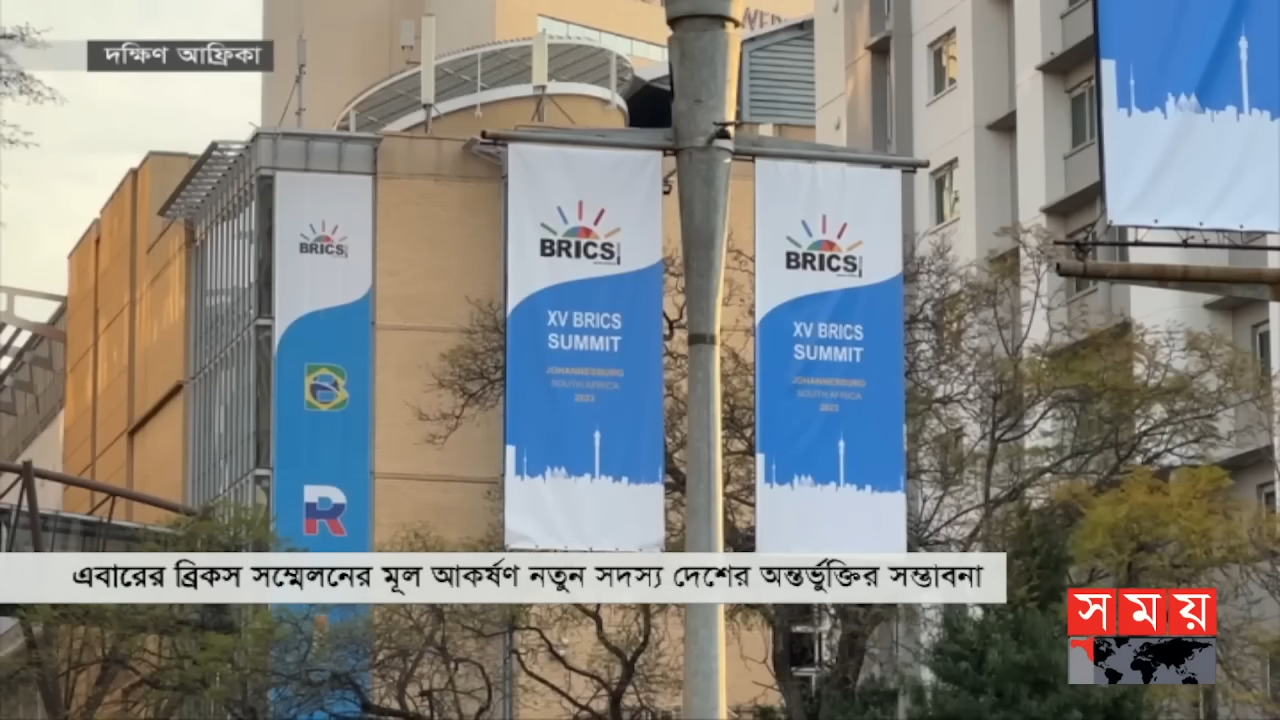 দক্ষিণ আফ্রিকা
BRICS
B
R
BRICS
XV BRICS
SUMMIT
JOHANNESBURG
SOUTH AFRICA
2023
BRICS
XV BRICS
SUMMIT
JOHANNESBURG
SOUTH AFRICA
2023
এবারের ব্রিকস সম্মেলনের মূল আকর্ষণ নতুন সদস্য দেশের অন্তর্ভুক্তির সম্ভাবনা
সময়